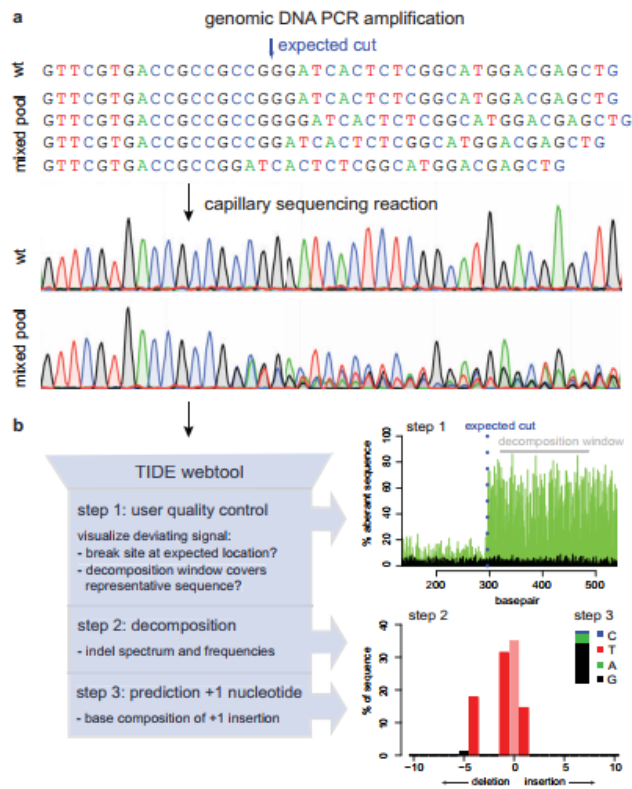 a
genomic DNA PCR amplification
expected cut
wt
GTTCGTGACCGCCGCCGGGATCACTCTCGGCATGGACGAGCTG
mixed pool
GTTCGTGACCGCCGCCGGGATCACTCTCGGCATGGACGAGCTG
GTTCGTGACCGCCGCCGGGGATCACTCTCGGCATGGACGAGCTG
GTTCGTGACCGCCGCCGGATCACTCTCGGCATGGACGAGCTG
GTTCGTGACCGCCGGATCACTCTCGGCATGGACGAGCTG
capillary sequencing reaction
wt
mixed pool
b
TIDE webtool
step 1: user quality control
visualize deviating signal:
- break site at expected location?
- decomposition window covers
representative sequence?
step 2: decomposition
- indel spectrum and frequencies
step 3: prediction +1 nucleotide
- base composition of +1 insertion
step 1
expected cut
decomposition window
% aberant sequence
100
80
60
40
20
0
200 300 400 500
basepair
step 2
step 3
C
T
A
G
% of sequence
40
30
20
10
0
-10 -5 0 5 10
deletion insertion